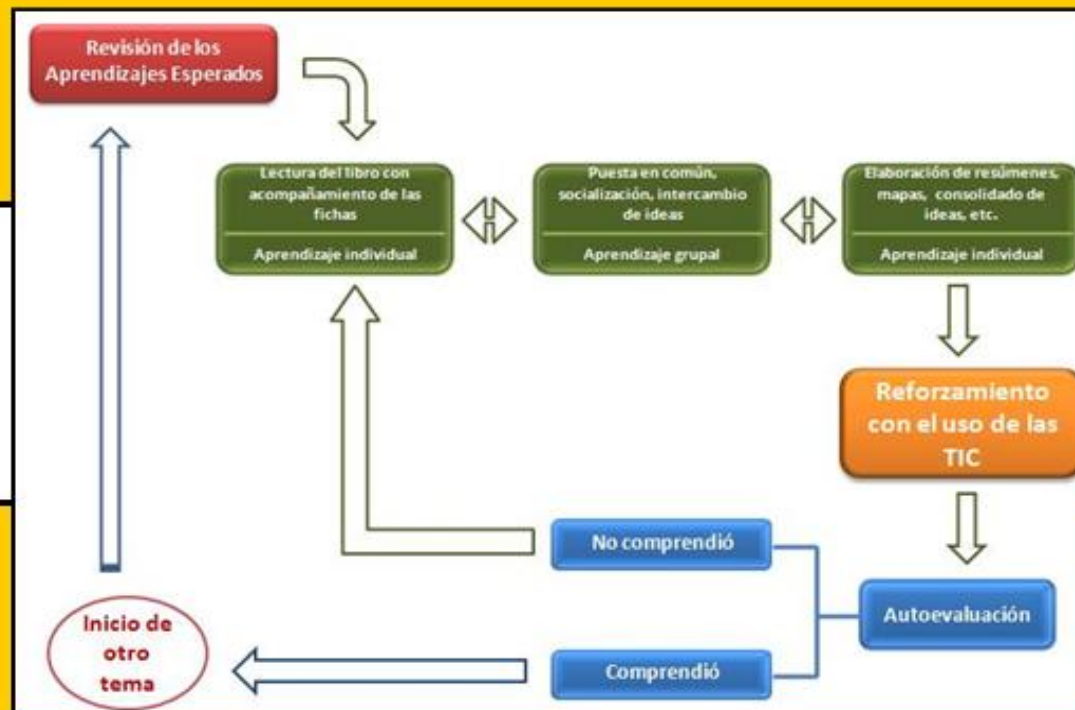 Revisión de los
Aprendizajes Esperados
Lectura del libro con
acompañamiento de las
fichas
Aprendizaje individual
Puesta en común,
socialización, intercambio
de ideas
Aprendizaje grupal
Elaboración de resúmenes,
mapas, consolidado de
ideas, etc.
Aprendizaje individual
Reforzamiento
con el uso de las
TIC
No comprendió
Autoevaluación
Comprendió
Inicio de
otro
tema